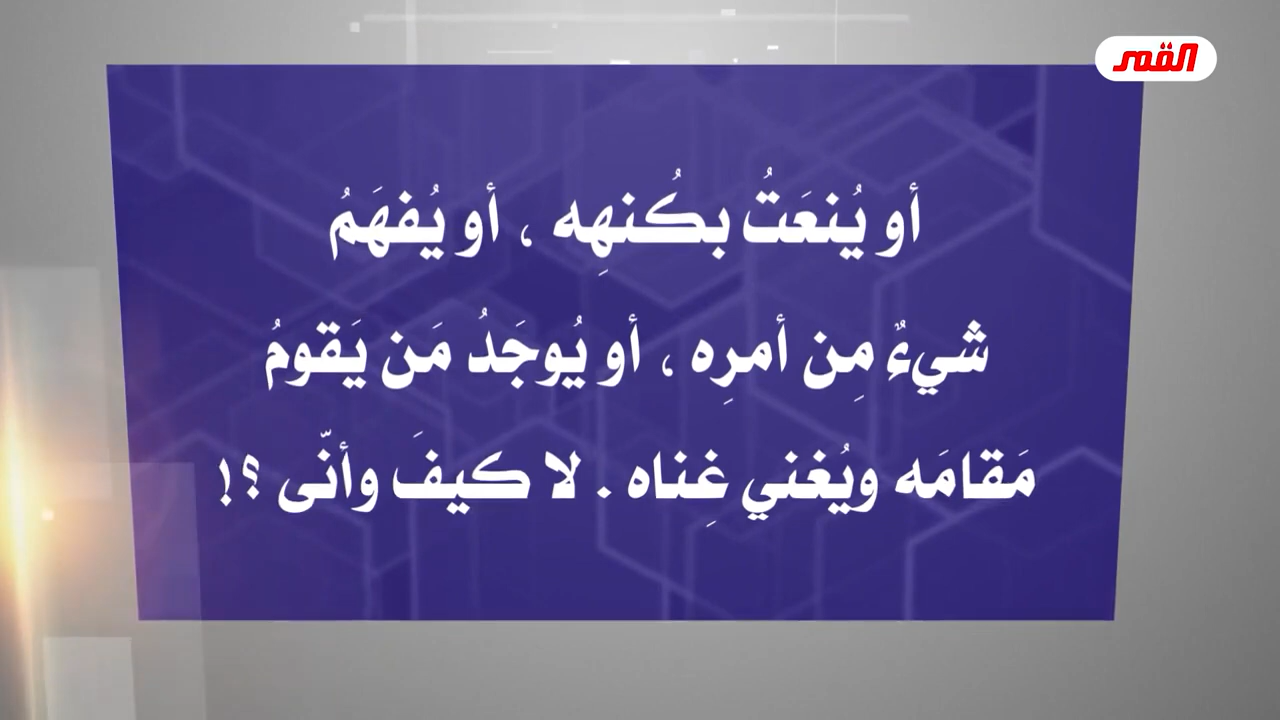 القمر
أو يُنعَتُ بكُنهِه ، أو يُفهَمُ
شيءٌ مِن أمرِه ، أو يُوجَدُ مَن يَقومُ
مَقامَه ويُغني غِناه . لا كيفَ وأنّى ؟!